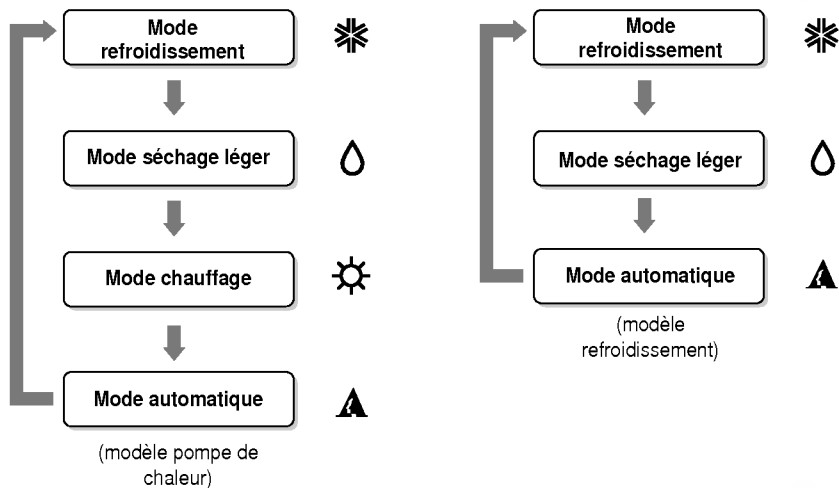 Mode
refroidissement
Mode séchage léger
Mode chauffage
Mode automatique
(modèle pompe de
chaleur)
Mode
refroidissement
Mode séchage léger
Mode automatique
(modèle
refroidissement)